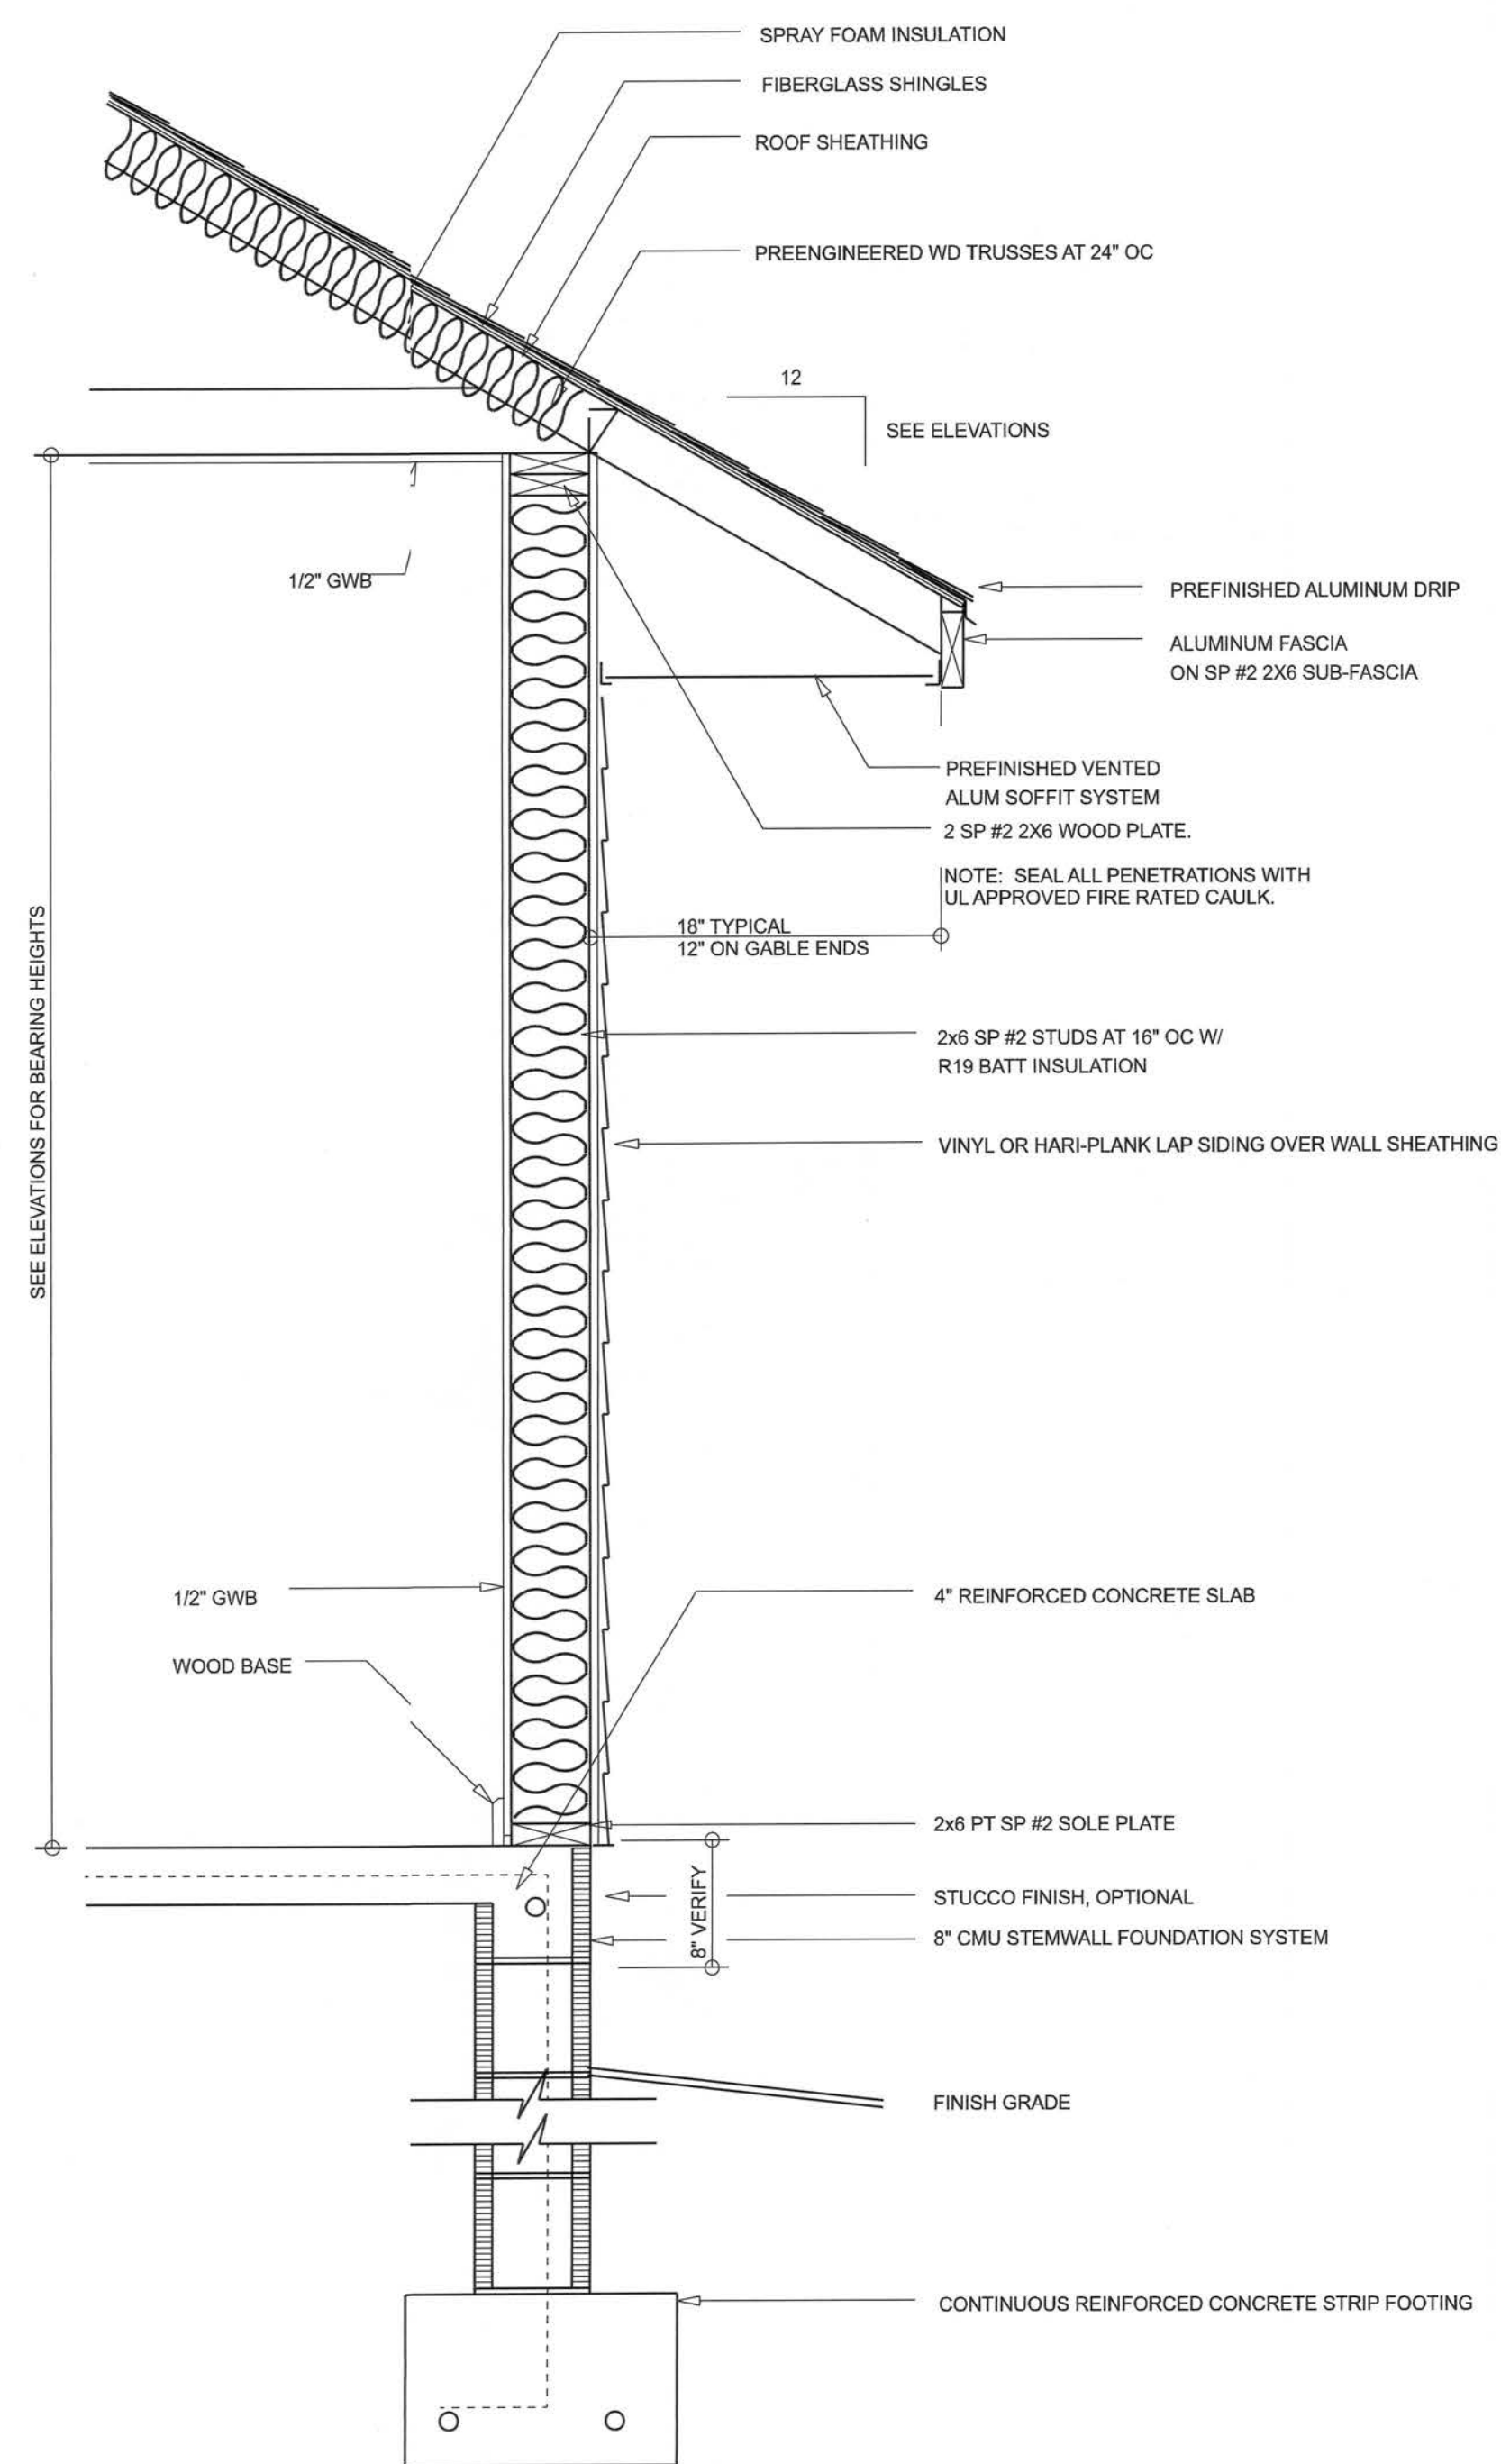 SPRAY FOAM INSULATION
FIBERGLASS SHINGLES
ROOF SHEATHING
PREENGINEERED WD TRUSSES AT 24" OC
12
SEE ELEVATIONS
1/2" GWB
PREFINISHED ALUMINUM DRIP
ALUMINUM FASCIA
ON SP #2 2X6 SUB-FASCIA
PREFINISHED VENTED
ALUM SOFFIT SYSTEM
2 SP #2 2X6 WOOD PLATE.
NOTE: SEAL ALL PENETRATIONS WITH
UL APPROVED FIRE RATED CAULK.
18" TYPICAL
12" ON GABLE ENDS
SEE ELEVATIONS FOR BEARING HEIGHTS
2x6 SP #2 STUDS AT 16" OC W/
R19 BATT INSULATION
VINYL OR HARI-PLANK LAP SIDING OVER WALL SHEATHING
1/2" GWB
4" REINFORCED CONCRETE SLAB
WOOD BASE
2x6 PT SP #2 SOLE PLATE
8" VERIFY
STUCCO FINISH, OPTIONAL
8" CMU STEMWALL FOUNDATION SYSTEM
FINISH GRADE
CONTINUOUS REINFORCED CONCRETE STRIP FOOTING